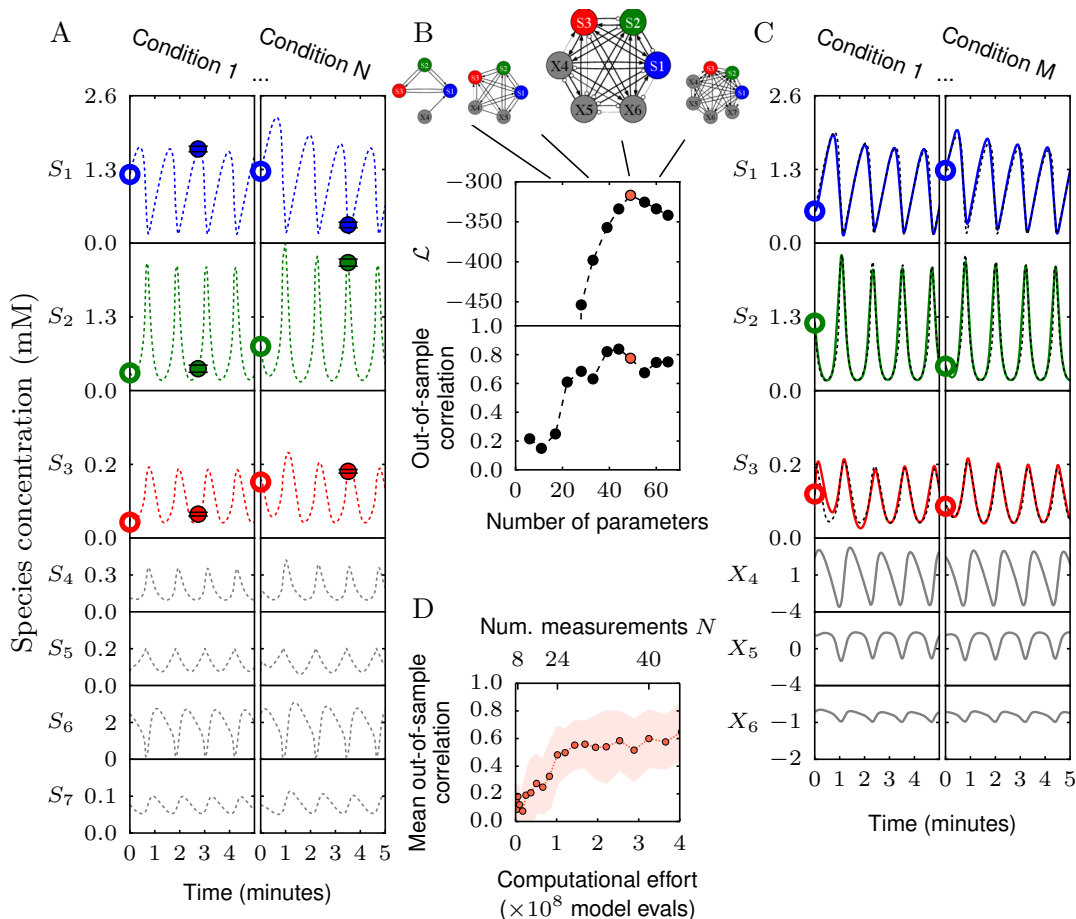 A
Condition 1 ... Condition N
2.6
S1
1.3
0.0
S2
1.3
0.0
S3
0.2
0.0
S4
0.3
0.0
S5
0.2
0.0
S6
2
0
S7
0.1
0.0
Species concentration (mM)
0 1 2 3 4 5
0 1 2 3 4 5
Time (minutes)
B
S2
S3
S1
X4
S3
S2
S1
X4
X5
S3
S2
X4
S1
X5
X6
S3
S2
X4
S1
X5
X6
X7
−300
−350
−400
−450
ℒ
1.0
0.8
0.6
0.4
0.2
0.0
Out-of-sample
correlation
0 20 40 60
Number of parameters
D
Num. measurements N
8 24 40
1.0
0.8
0.6
0.4
0.2
0.0
Mean out-of-sample
correlation
0 1 2 3 4
Computational effort
(×10⁸ model evals)
C
Condition 1 ... Condition M
2.6
S1
1.3
0.0
S2
1.3
0.0
S3
0.2
0.0
X4
1
−4
X5
0
−4
X6
−1
−2
0 1 2 3 4
0 1 2 3 4 5
Time (minutes)